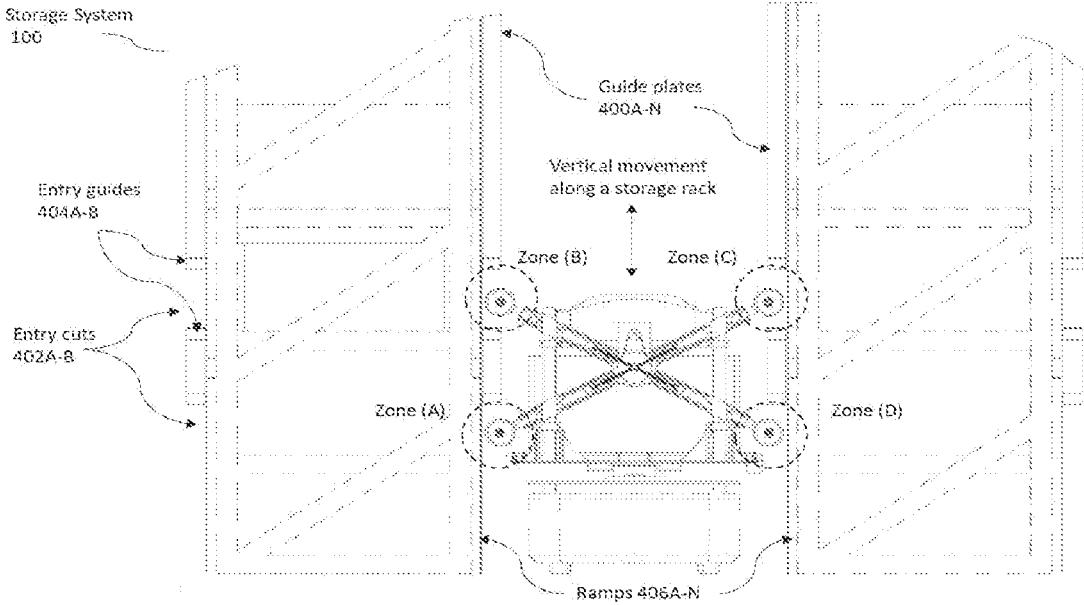 Storage System
100
Guide plates
400A-N
Vertical movement
along a storage rack
Entry guides
404A-B
Zone (B)
Zone (C)
Entry cuts
402A-B
Zone (A)
Zone (D)
Ramps 406A-N